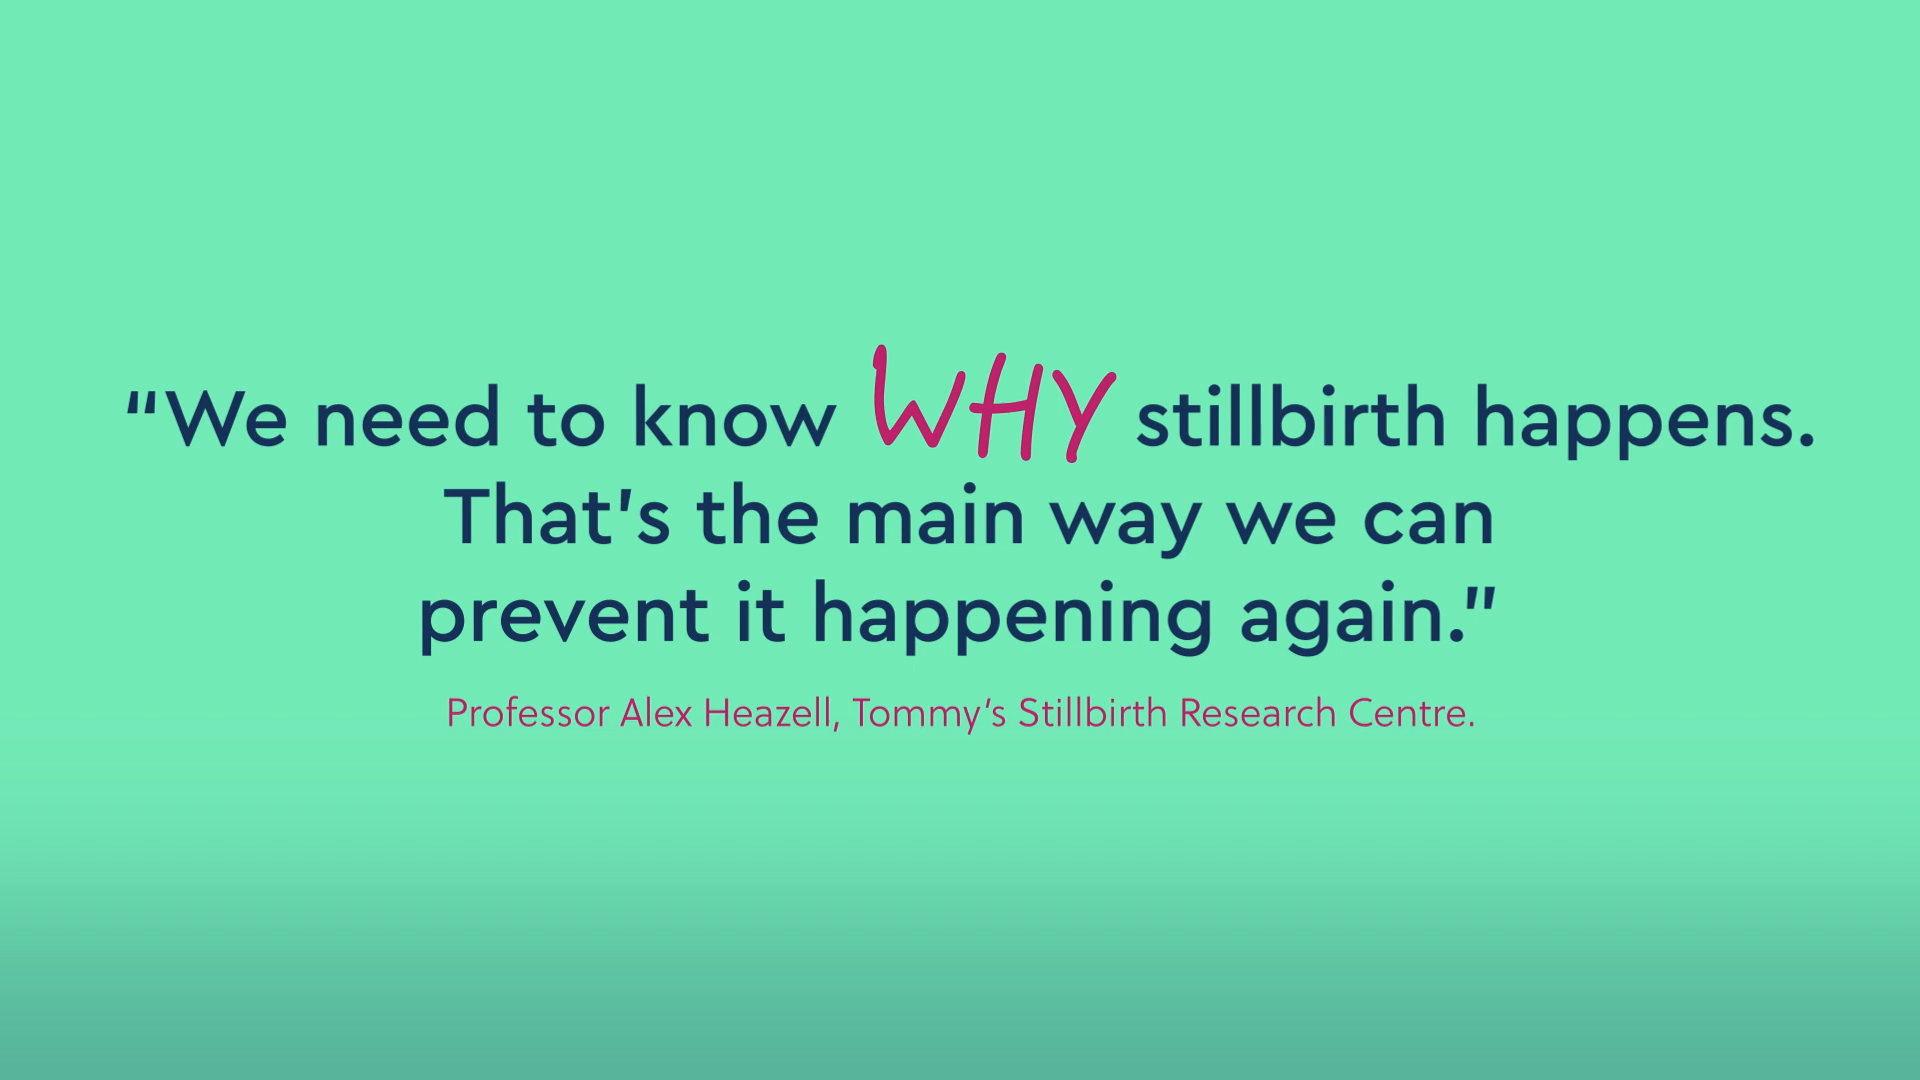 "We need to know WHY stillbirth happens.
That's the main way we can
prevent it happening again."
Professor Alex Heazell, Tommy's Stillbirth Research Centre.